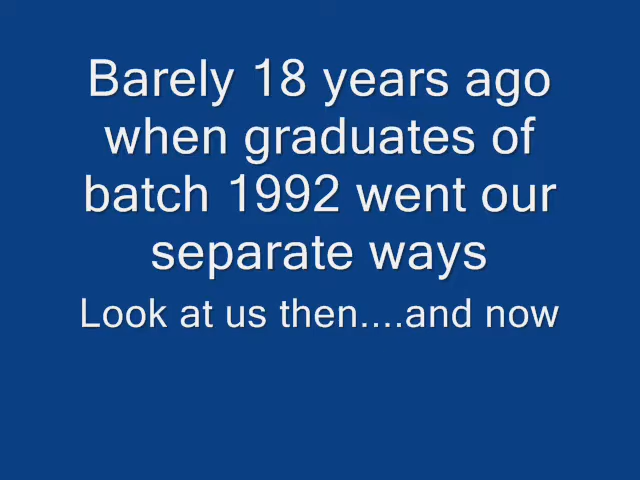 Barely 18 years ago
when graduates of
batch 1992 went our
separate ways
Look at us then....and now